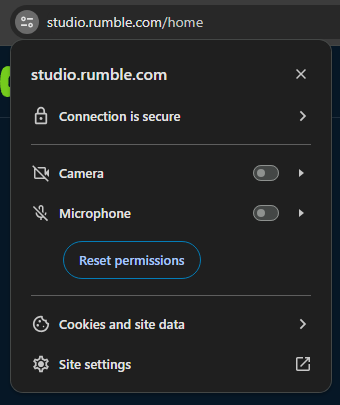 studio.rumble.com/home
studio.rumble.com
Connection is secure
Camera
Microphone
Reset permissions
Cookies and site data
Site settings